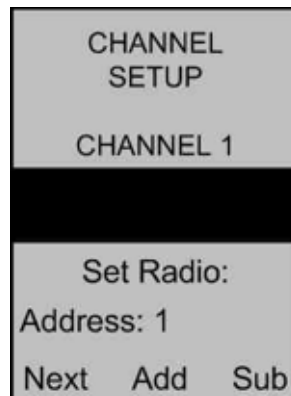 CHANNEL
SETUP
CHANNEL 1
Set Radio:
Address: 1
Next Add Sub